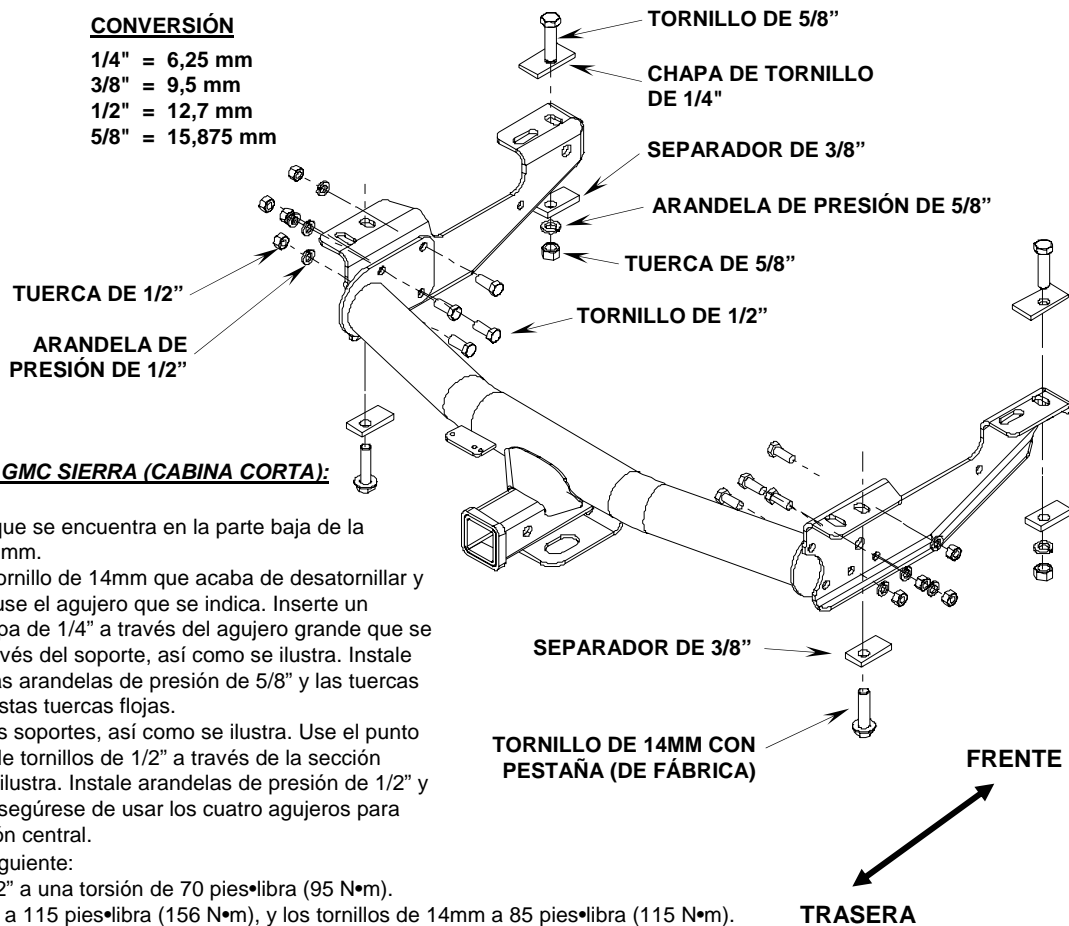 CONVERSIÓN
1/4" = 6,25 mm
3/8" = 9,5 mm
1/2" = 12,7 mm
5/8" = 15,875 mm
TORNILLO DE 5/8”
CHAPA DE TORNILLO
DE 1/4"
SEPARADOR DE 3/8”
ARANDELA DE PRESIÓN DE 5/8”
TUERCA DE 5/8”
TUERCA DE 1/2”
TORNILLO DE 1/2”
ARANDELA DE
PRESIÓN DE 1/2”
GMC SIERRA (CABINA CORTA):
que se encuentra en la parte baja de la
mm.
ornillo de 14mm que acaba de desatornillar y
use el agujero que se indica. Inserte un
pa de 1/4” a través del agujero grande que se
avés del soporte, así como se ilustra. Instale
as arandelas de presión de 5/8” y las tuercas
stas tuercas flojas.
s soportes, así como se ilustra. Use el punto
le tornillos de 1/2” a través de la sección
ilustra. Instale arandelas de presión de 1/2” y
segúrese de usar los cuatro agujeros para
ón central.
guiente:
2” a una torsión de 70 pies•libra (95 N•m).
a 115 pies•libra (156 N•m), y los tornillos de 14mm a 85 pies•libra (115 N•m).
SEPARADOR DE 3/8”
TORNILLO DE 14MM CON
PESTAÑA (DE FÁBRICA)
FRENTE
TRASERA